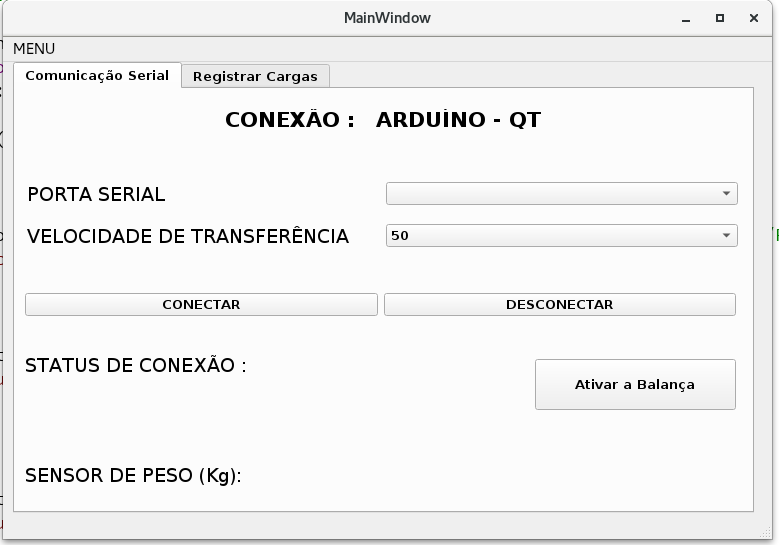 MainWindow
MENU
Comunicação Serial Registrar Cargas
CONEXÃO : ARDUÍNO - QT
PORTA SERIAL
VELOCIDADE DE TRANSFERÊNCIA 50
CONECTAR DESCONECTAR
STATUS DE CONEXÃO :
Ativar a Balança
SENSOR DE PESO (Kg):